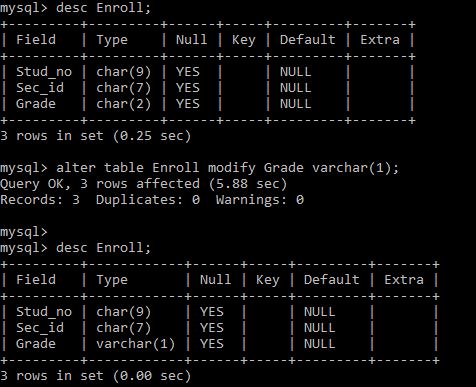 mysql> desc Enroll;
+---------+---------+------+-----+---------+-------+
| Field   | Type    | Null | Key | Default | Extra |
+---------+---------+------+-----+---------+-------+
| Stud_no | char(9) | YES  |     | NULL    |       |
| Sec_id  | char(7) | YES  |     | NULL    |       |
| Grade   | char(2) | YES  |     | NULL    |       |
+---------+---------+------+-----+---------+-------+
3 rows in set (0.25 sec)

mysql> alter table Enroll modify Grade varchar(1);
Query OK, 3 rows affected (5.88 sec)
Records: 3  Duplicates: 0  Warnings: 0

mysql>
mysql> desc Enroll;
+---------+------------+------+-----+---------+-------+
| Field   | Type       | Null | Key | Default | Extra |
+---------+------------+------+-----+---------+-------+
| Stud_no | char(9)    | YES  |     | NULL    |       |
| Sec_id  | char(7)    | YES  |     | NULL    |       |
| Grade   | varchar(1) | YES  |     | NULL    |       |
+---------+------------+------+-----+---------+-------+
3 rows in set (0.00 sec)